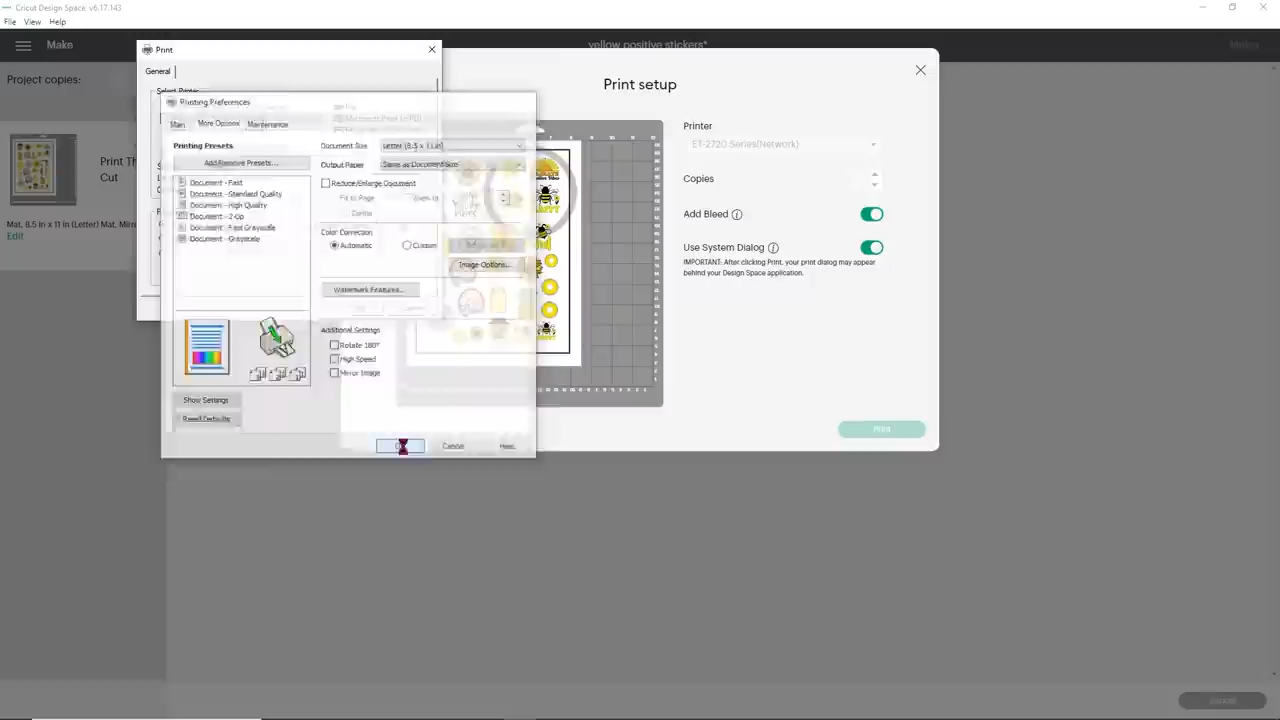 Cricut Design Space v6.17.143
File View Help
Make
yellow positive stickers*
Project copies:
Print
General
Print Th
Cut
Mat, 8.5 x 11 in (Letter) Mat, Mirr
Edit
Printing Preferences
Main
More Options
Maintenance
Printing Presets
Add/Remove Presets...
Document - Fast
Document - Standard Quality
Document - High Quality
Document - 2-Up
Document - Fast Grayscale
Document - Grayscale
Show Settings
Document Size
Letter (8.5 x 11 in)
Output Paper
Same as Document Size
Reduce/Enlarge Document
Fit to Page
Color Correction
Automatic
Custom
Image Options...
Watermark Features...
Additional Settings
Rotate 180°
High Speed
Mirror Image
Cancel
Print setup
Printer
ET-2720 Series(Network)
Copies
Add Bleed
Use System Dialog
IMPORTANT: After clicking Print, your print dialog may appear
behind your Design Space application.
Print